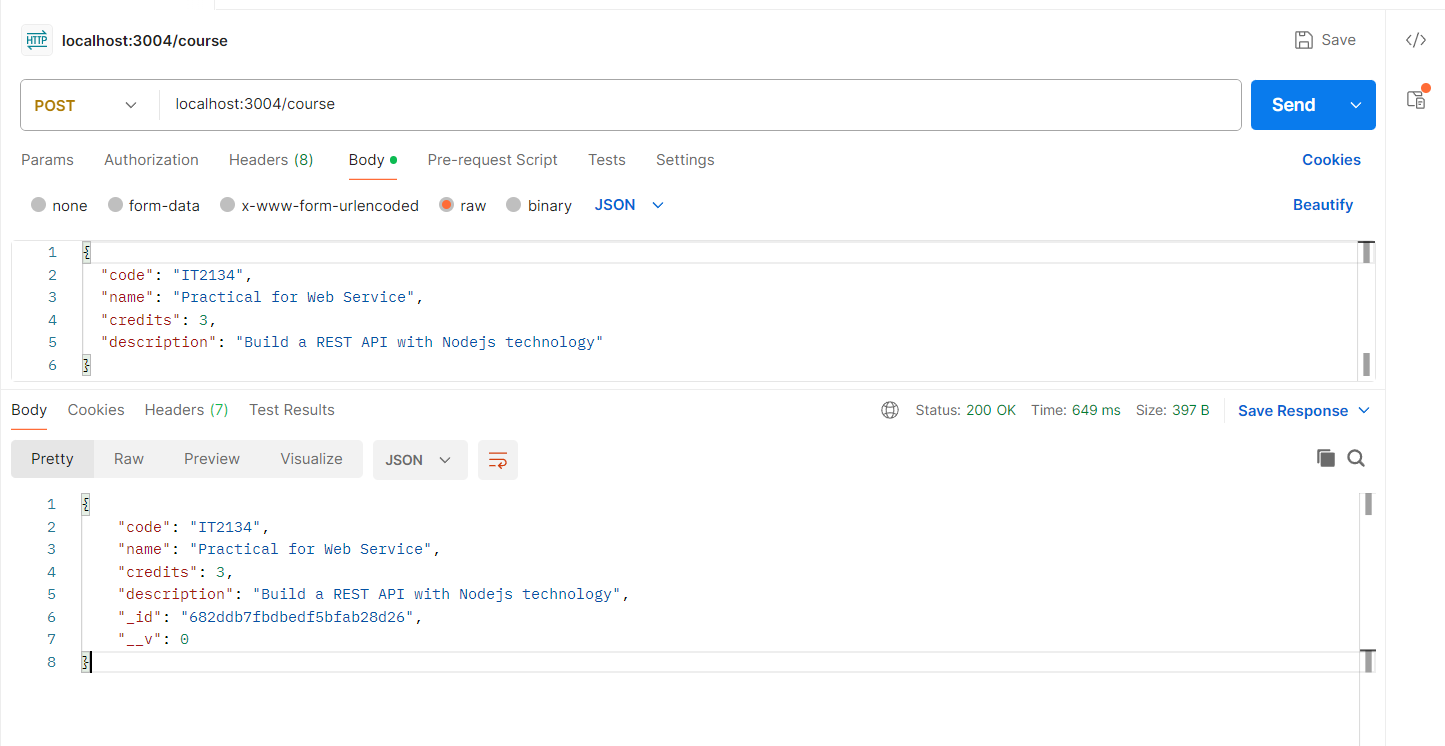 HTTP localhost:3004/course Save
POST localhost:3004/course Send
Params Authorization Headers (8) Body Pre-request Script Tests Settings Cookies
none form-data x-www-form-urlencoded raw binary JSON Beautify
1 {
2 "code": "IT2134",
3 "name": "Practical for Web Service",
4 "credits": 3,
5 "description": "Build a REST API with Nodejs technology"
6 }
Body Cookies Headers (7) Test Results Status: 200 OK Time: 649 ms Size: 397 B Save Response
Pretty Raw Preview Visualize JSON
1 {
2 "code": "IT2134",
3 "name": "Practical for Web Service",
4 "credits": 3,
5 "description": "Build a REST API with Nodejs technology",
6 "_id": "682ddb7fbdbedf5bfab28d26",
7 "__v": 0
8 }